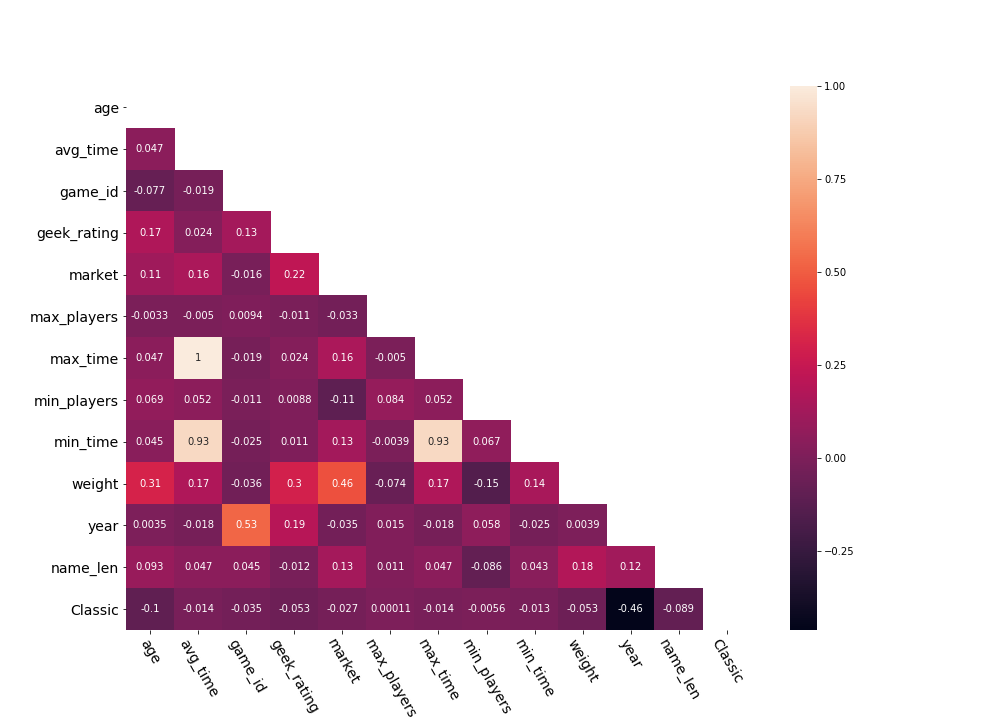 1.00
age
avg_time 0.047
0.75
game_id -0.077 -0.019
geek_rating 0.17 0.024 0.13
market 0.11 0.16 -0.016 0.22
0.50
max_players -0.0033 -0.005 0.0094 -0.011 -0.033
max_time 0.047 1 -0.019 0.024 0.16 -0.005
0.25
min_players 0.069 0.052 -0.011 0.0088 -0.11 0.084 0.052
min_time 0.045 0.93 -0.025 0.011 0.13 -0.0039 0.93 0.067
0.00
weight 0.31 0.17 -0.036 0.3 0.46 -0.074 0.17 -0.15 0.14
year 0.0035 -0.018 0.53 0.19 -0.035 0.015 -0.018 0.058 -0.025 0.0039
-0.25
name_len 0.093 0.047 0.045 -0.012 0.13 0.011 0.047 -0.086 0.043 0.18 0.12
Classic -0.1 -0.014 -0.035 -0.053 -0.027 0.00011 -0.014 -0.0056 -0.013 -0.053 -0.46 -0.089
age avg_time game_id geek_rating market max_players max_time min_players min_time weight year name_len Classic